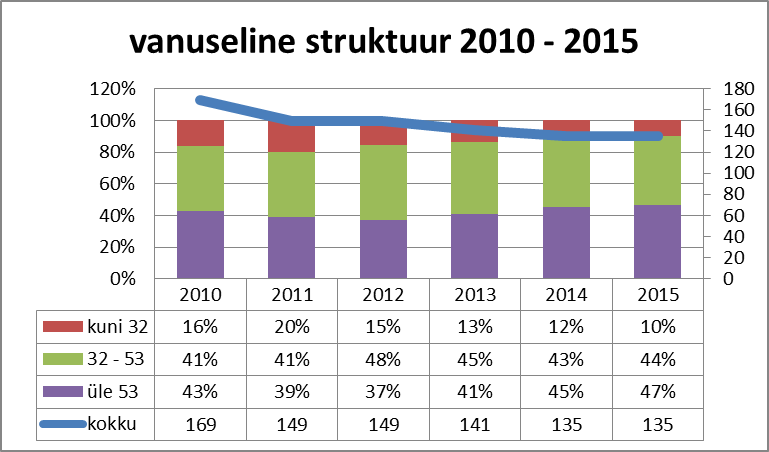 vanuseline struktuur 2010 - 2015
120% 180
100% 160
80% 140
60% 120
40% 100
20% 80
0% 60
40
20
0
2010 2011 2012 2013 2014 2015
kuni 32 16% 20% 15% 13% 12% 10%
32 - 53 41% 41% 48% 45% 43% 44%
üle 53 43% 39% 37% 41% 45% 47%
kokku 169 149 149 141 135 135